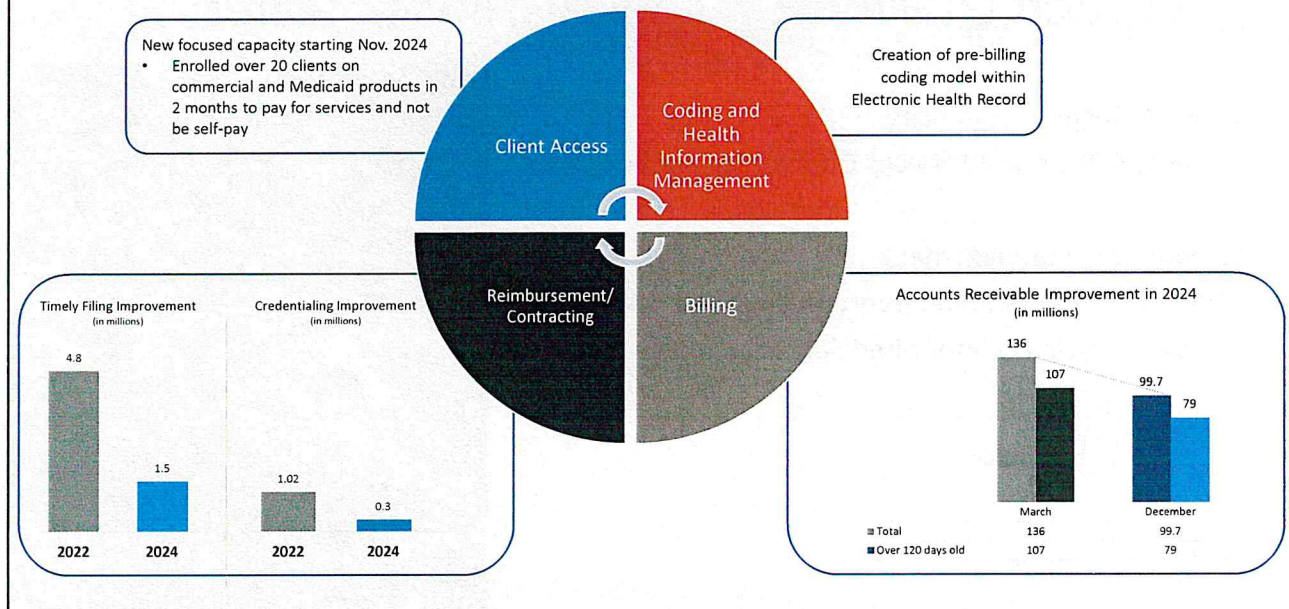 New focused capacity starting Nov. 2024
• Enrolled over 20 clients on
commercial and Medicaid products in
2 months to pay for services and not
be self-pay
Client Access
Coding and
Health
Information
Management
Creation of pre-billing
coding model within
Electronic Health Record
Reimbursement/
Contracting
Billing
Timely Filing Improvement
(in millions)
4.8
1.5
2022 2024
Credentialing Improvement
(in millions)
1.02
0.3
2022 2024
Accounts Receivable Improvement in 2024
(in millions)
136
107
99.7
79
March December
Total 136 99.7
Over 120 days old 107 79